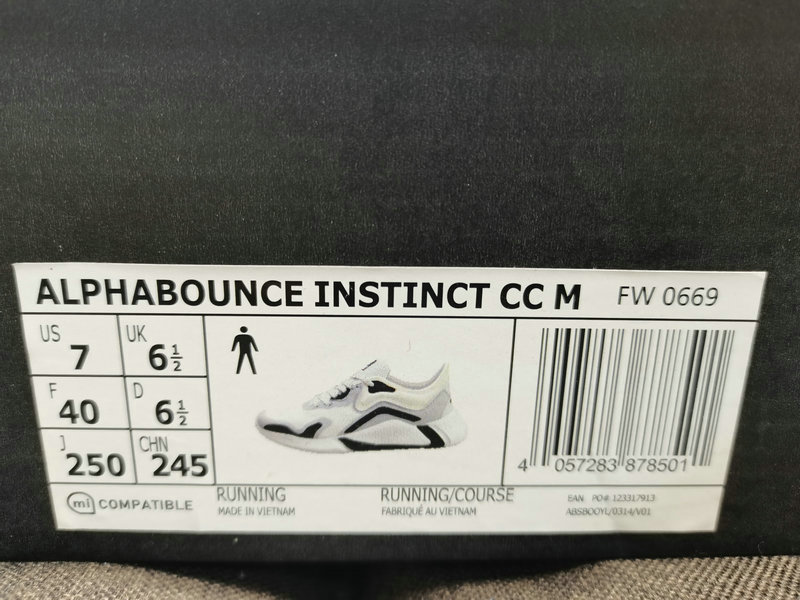 ALPHABOUNCE INSTINCT CC M FW 0669
US 7 UK 6½
F 40 D 6½
J 250 CHN 245
4 057283 878501
mi COMPATIBLE
RUNNING RUNNING/COURSE
MADE IN VIETNAM FABRIQUÉ AU VIETNAM
EAN PO# 123317913
ABSBOOYL/0314/V01